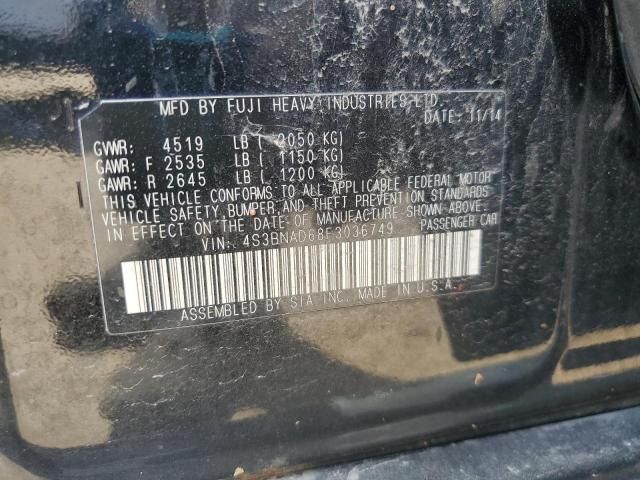 MFD BY FUJI HEAVY INDUSTRIES LTD.
DATE: 11/14
GVWR: 4519 LB ( 2050 KG)
GAWR: F 2535 LB ( 1150 KG)
GAWR: R 2645 LB ( 1200 KG)
THIS VEHICLE CONFORMS TO ALL APPLICABLE FEDERAL MOTOR
VEHICLE SAFETY, BUMPER, AND THEFT PREVENTION STANDARDS
IN EFFECT ON THE DATE OF MANUFACTURE SHOWN ABOVE.
VIN: 4S3BNAD68F3036749 PASSENGER CAR
ASSEMBLED BY SIA INC. MADE IN U.S.A.